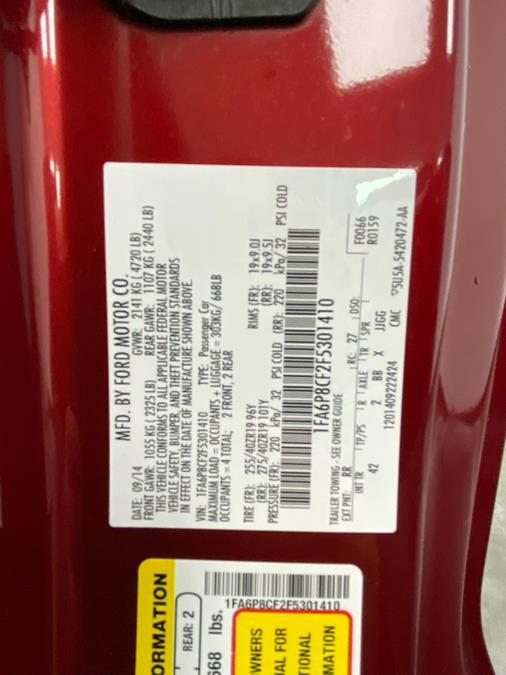 MFD. BY FORD MOTOR CO.
DATE: 09/14 GVWR: 2141 KG ( 4720 LB)
FRONT GAWR: 1055 KG ( 2325 LB) REAR GAWR: 1107 KG ( 2440 LB)
THIS VEHICLE CONFORMS TO ALL APPLICABLE FEDERAL MOTOR
VEHICLE SAFETY, BUMPER, AND THEFT PREVENTION STANDARDS
IN EFFECT ON THE DATE OF MANUFACTURE SHOWN ABOVE.
VIN: 1FA6P8CF2F5301410 TYPE: Passenger Car
MAXIMUM LOAD = OCCUPANTS + LUGGAGE = 303KG/ 668LB
OCCUPANTS = 4 TOTAL: 2 FRONT, 2 REAR
TIRE (FR): 255/40ZR19 96Y RIMS (FR): 19x9.0J
(RR): 275/40ZR19 101Y (RR): 19x9.5J
PRESSURE (FR): 220 kPa/ 32 PSI COLD (RR): 220 kPa/ 32 PSI COLD
1FA6P8CF2F5301410
TRAILER TOWING - SEE OWNER GUIDE F0066
EXT PNT: RR RC: 27 DSO: R0159
INT TR TP/PS R AXLE TR SPR
42 2 BB X JJGG
1201409222424 CMC
▽5U5A-5420472-AA
ORMATION
REAR: 2
668 lbs.
1FA6P8CF2F5301410
WNERS
AL FOR
TIONAL
MATION